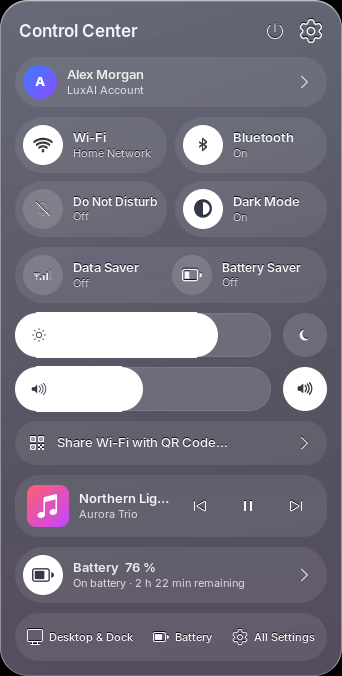 Control Center
A
Alex Morgan
LuxAI Account
Wi-Fi
Home Network
Bluetooth
On
Do Not Disturb
Off
Dark Mode
On
Data Saver
Off
Battery Saver
Off
Share Wi-Fi with QR Code...
Northern Lig...
Aurora Trio
Battery 76 %
On battery · 2 h 22 min remaining
Desktop & Dock
Battery
All Settings